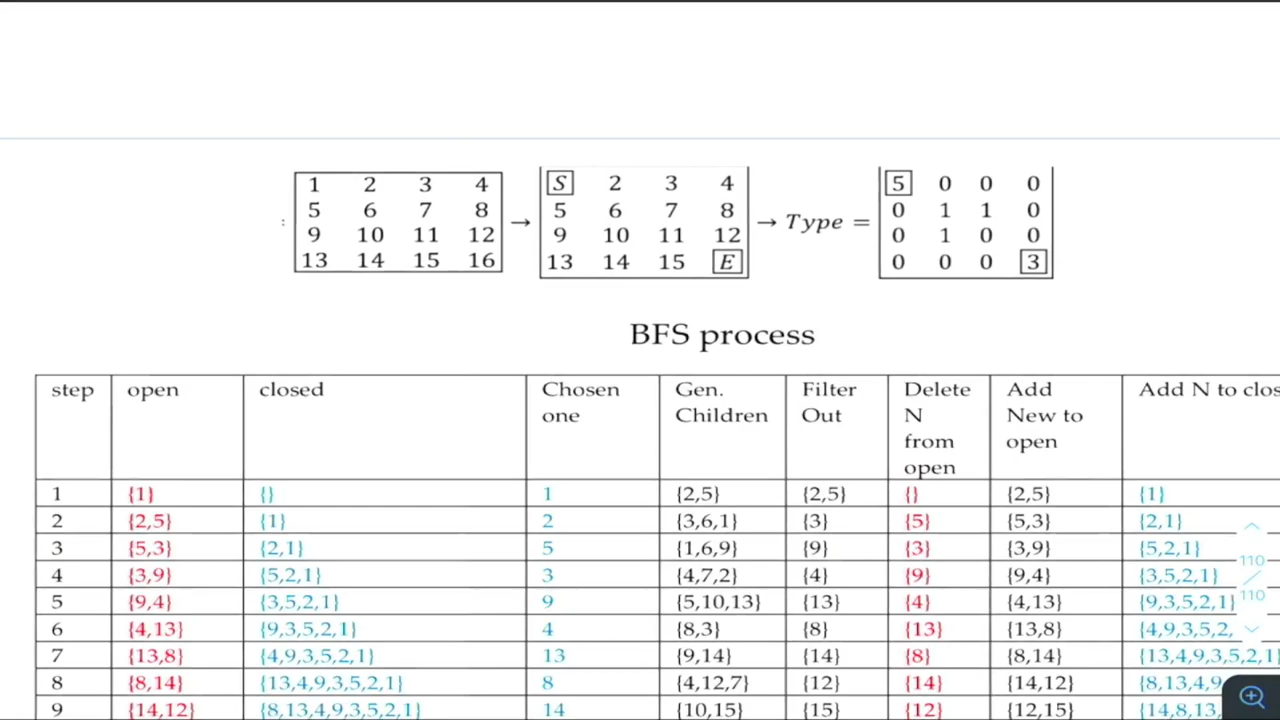 1 2 3 4 S 2 3 4 5 0 0 0
: 5 6 7 8 → 5 6 7 8 → Type = 0 1 1 0
9 10 11 12 9 10 11 12 0 1 0 0
13 14 15 16 13 14 15 E 0 0 0 3
BFS process
step open closed Chosen Gen. Filter Delete Add Add N to clos
one Children Out N New to
from open
open
1 {1} {} 1 {2,5} {2,5} {} {2,5} {1}
2 {2,5} {1} 2 {3,6,1} {3} {5} {5,3} {2,1}
3 {5,3} {2,1} 5 {1,6,9} {9} {3} {3,9} {5,2,1}
4 {3,9} {5,2,1} 3 {4,7,2} {4} {9} {9,4} {3,5,2,1}
5 {9,4} {3,5,2,1} 9 {5,10,13} {13} {4} {4,13} {9,3,5,2,1}
6 {4,13} {9,3,5,2,1} 4 {8,3} {8} {13} {13,8} {4,9,3,5,2,
7 {13,8} {4,9,3,5,2,1} 13 {9,14} {14} {8} {8,14} {13,4,9,3,5,2,1}
8 {8,14} {13,4,9,3,5,2,1} 8 {4,12,7} {12} {14} {14,12} {8,13,4,9
9 {14,12} {8,13,4,9,3,5,2,1} 14 {10,15} {15} {12} {12,15} {14,8,13,
110
/
110